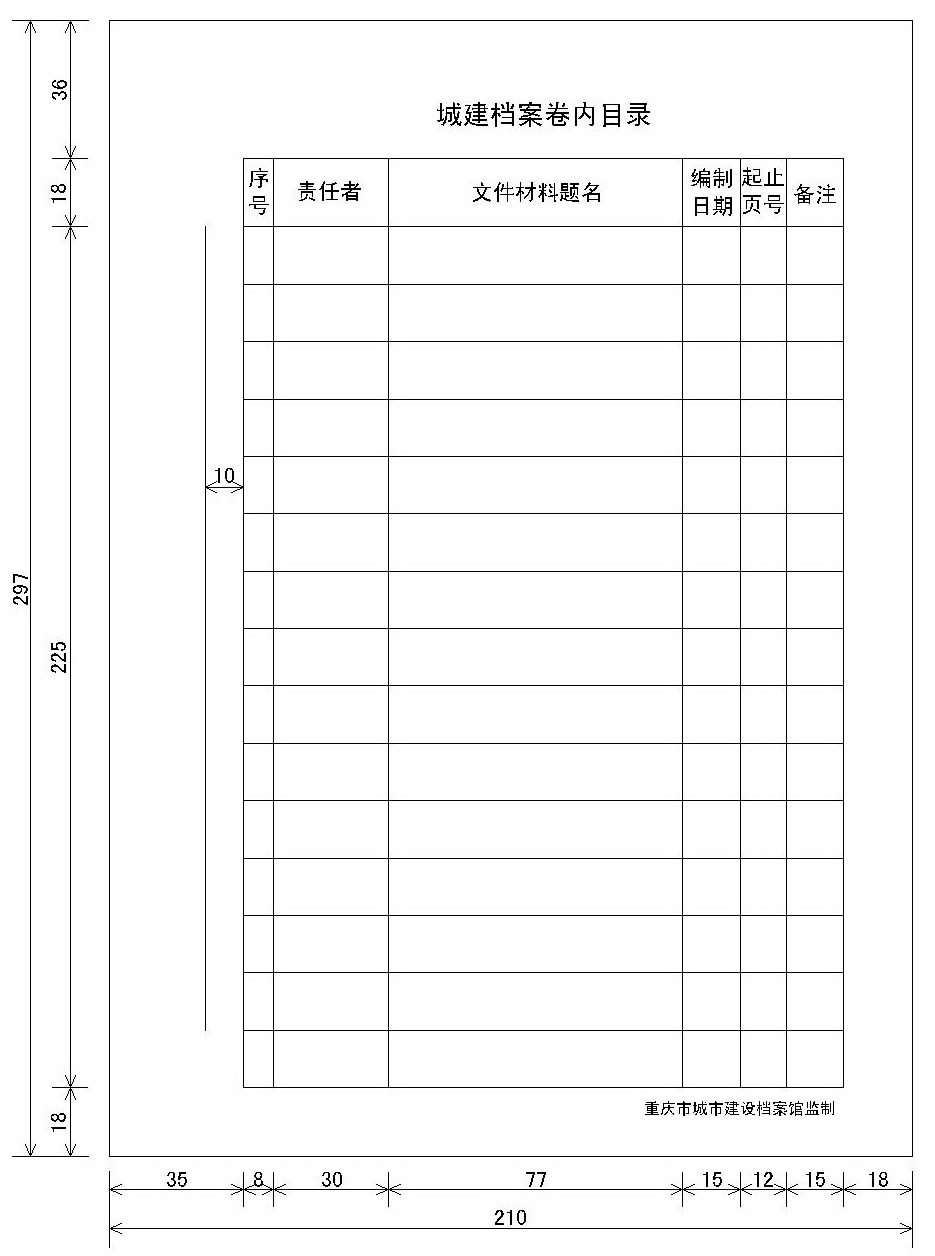 36
城建档案卷内目录
18
序号
责任者
文件材料题名
编制
日期
起止
页号
备注
10
297
225
重庆市城市建设档案馆监制
18
35 8 30 77 15 12 15 18
210